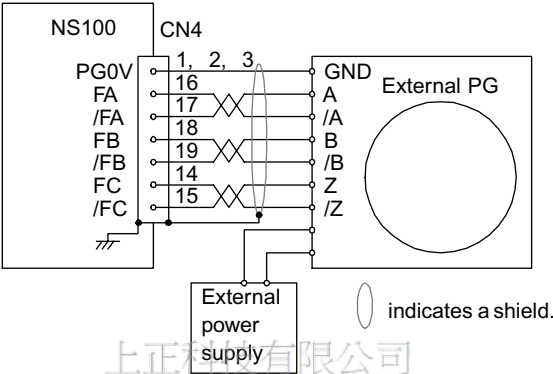 NS100
CN4
PG0V 1, 2, 3 GND
FA 16 A
/FA 17 /A
FB 18 B
/FB 19 /B
FC 14 Z
/FC 15 /Z
External PG
External
power
supply
indicates a shield.
上正科技有限公司